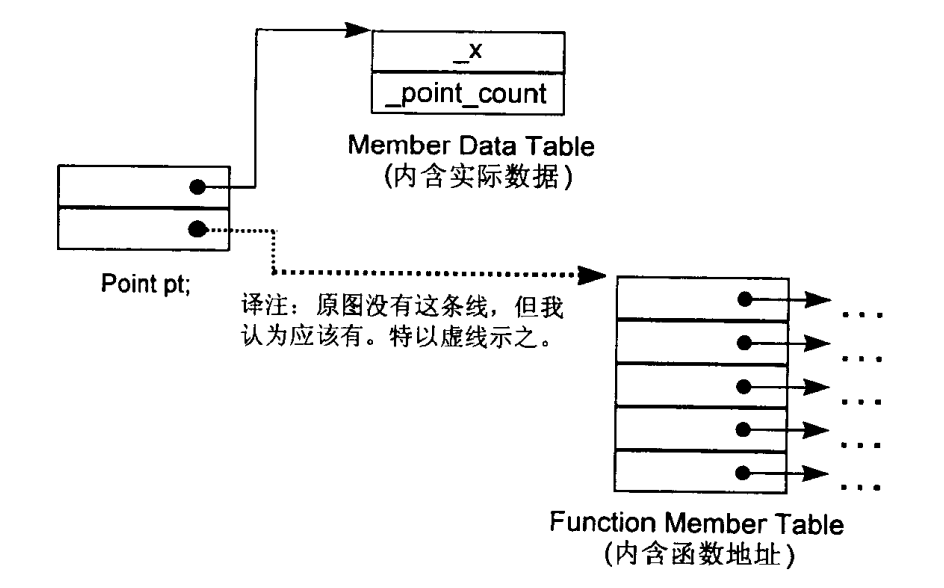 _x
_point_count
Member Data Table
(内含实际数据)
Point pt;
译注：原图没有这条线，但我
认为应该有。特以虚线示之。
...
...
...
...
...
Function Member Table
(内含函数地址)